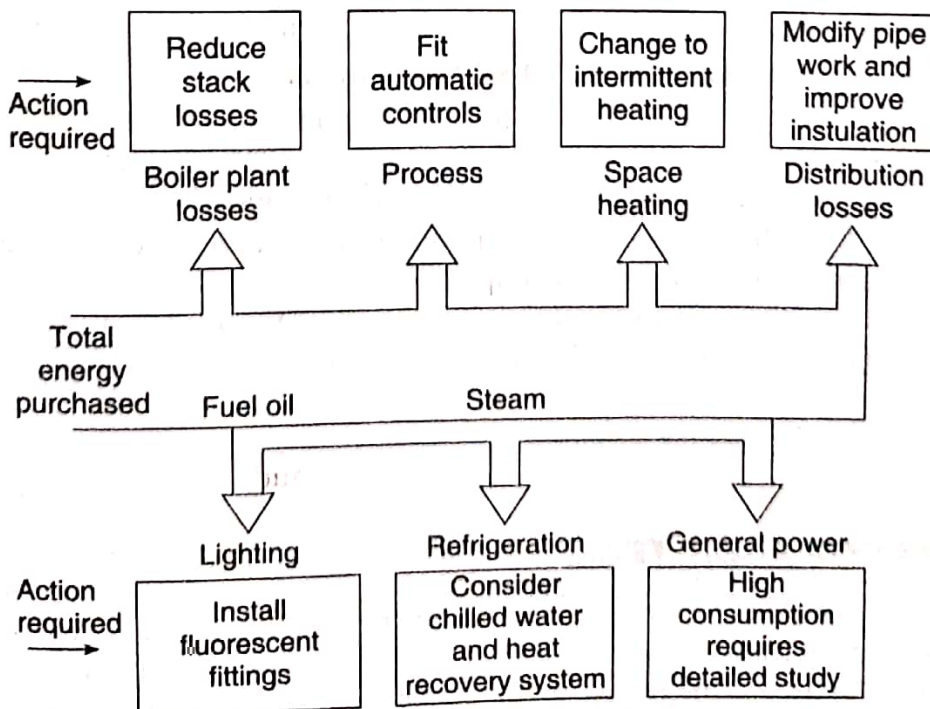 Action
required
Reduce
stack
losses
Fit
automatic
controls
Change to
intermittent
heating
Modify pipe
work and
improve
instulation
Boiler plant
losses
Process
Space
heating
Distribution
losses
Total
energy
purchased
Fuel oil
Steam
Lighting
Refrigeration
General power
Action
required
Install
fluorescent
fittings
Consider
chilled water
and heat
recovery system
High
consumption
requires
detailed study